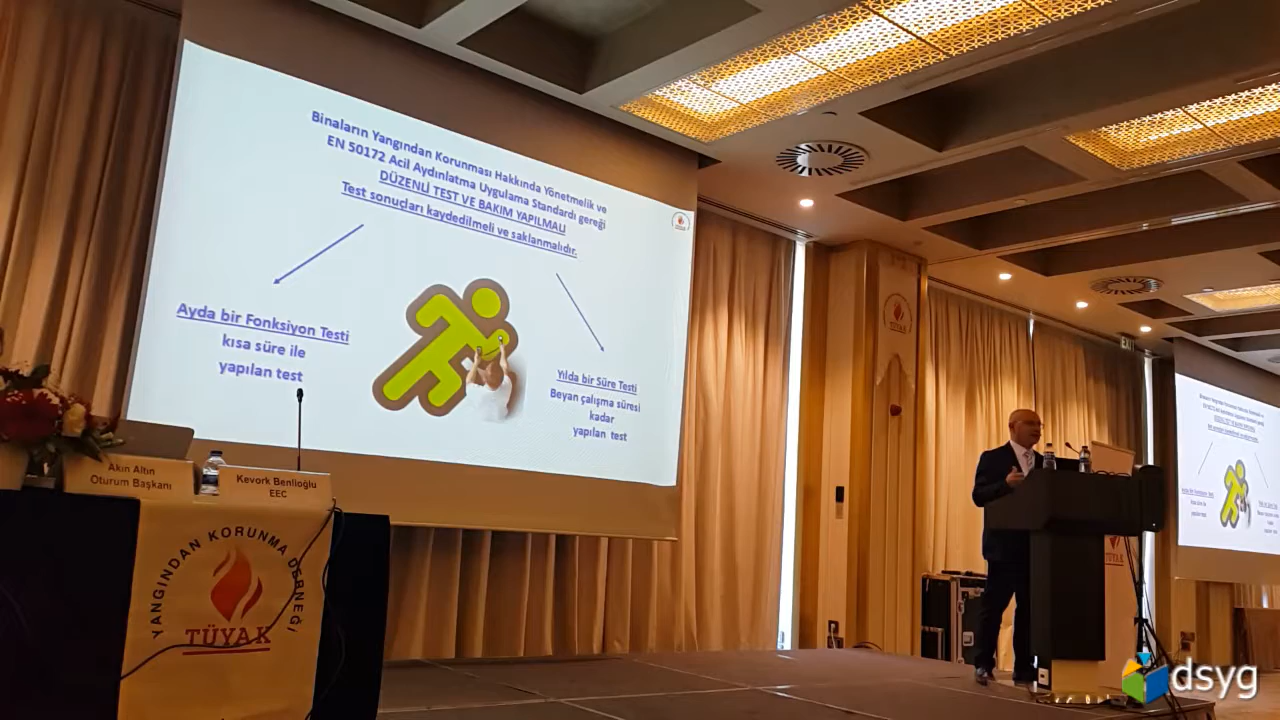 Binaların Yangından Korunması Hakkında Yönetmelik ve
EN 50172 Acil Aydınlatma Uygulama Standardı gereği
DÜZENLİ TEST VE BAKIM YAPILMALI
Test sonuçları kaydedilmeli ve saklanmalıdır.
Ayda bir Fonksiyon Testi
kısa süre ile
yapılan test
Yılda bir Süre Testi
Beyan çalışma süresi
kadar
yapılan test
Akın Altın
Oturum Başkanı
Kevork Benlioğlu
EEC
YANGINDAN KORUNMA DERNEĞİ
TÜYAK
TÜYAK
EXIT
TÜYAK
dsyg